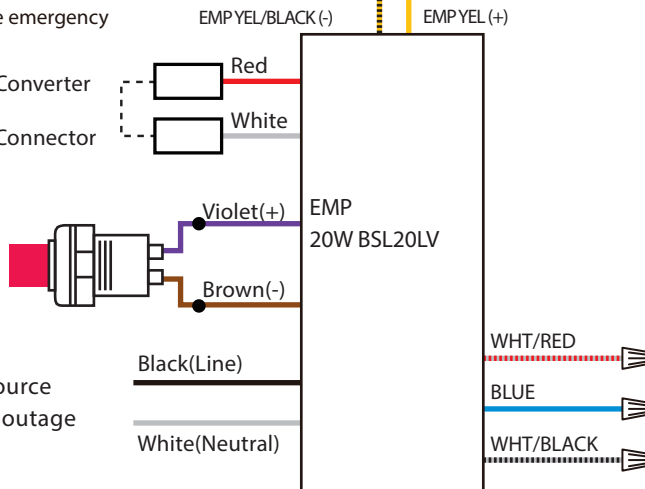 e emergency
EMP YEL/BLACK (-)
EMP YEL (+)
Converter
Red
Connector
White
Violet(+)
EMP
20W BSL20LV
Brown(-)
WHT/RED
Black(Line)
ource
BLUE
outage
White(Neutral)
WHT/BLACK